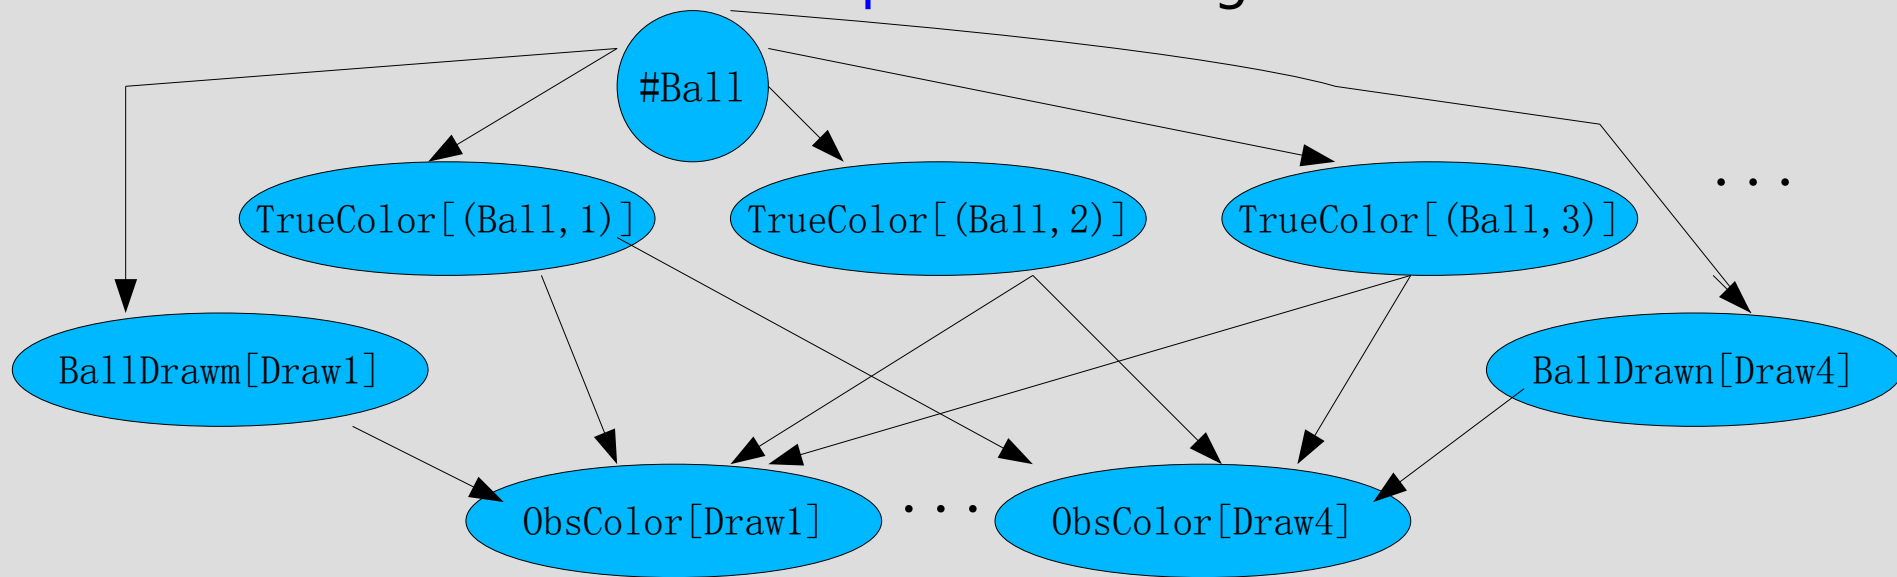 #Ball
TrueColor[(Ball,1)] TrueColor[(Ball,2)] TrueColor[(Ball,3)] ...
BallDrawm[Draw1] BallDrawn[Draw4]
ObsColor[Draw1] ... ObsColor[Draw4]